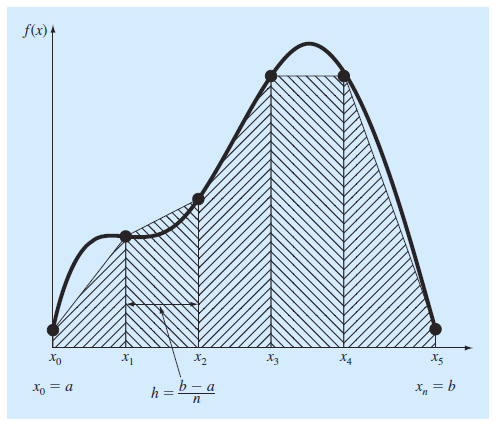 f(x)
x₀ x₁ x₂ x₃ x₄ x₅
x₀ = a h = (b – a)/n xₙ = b